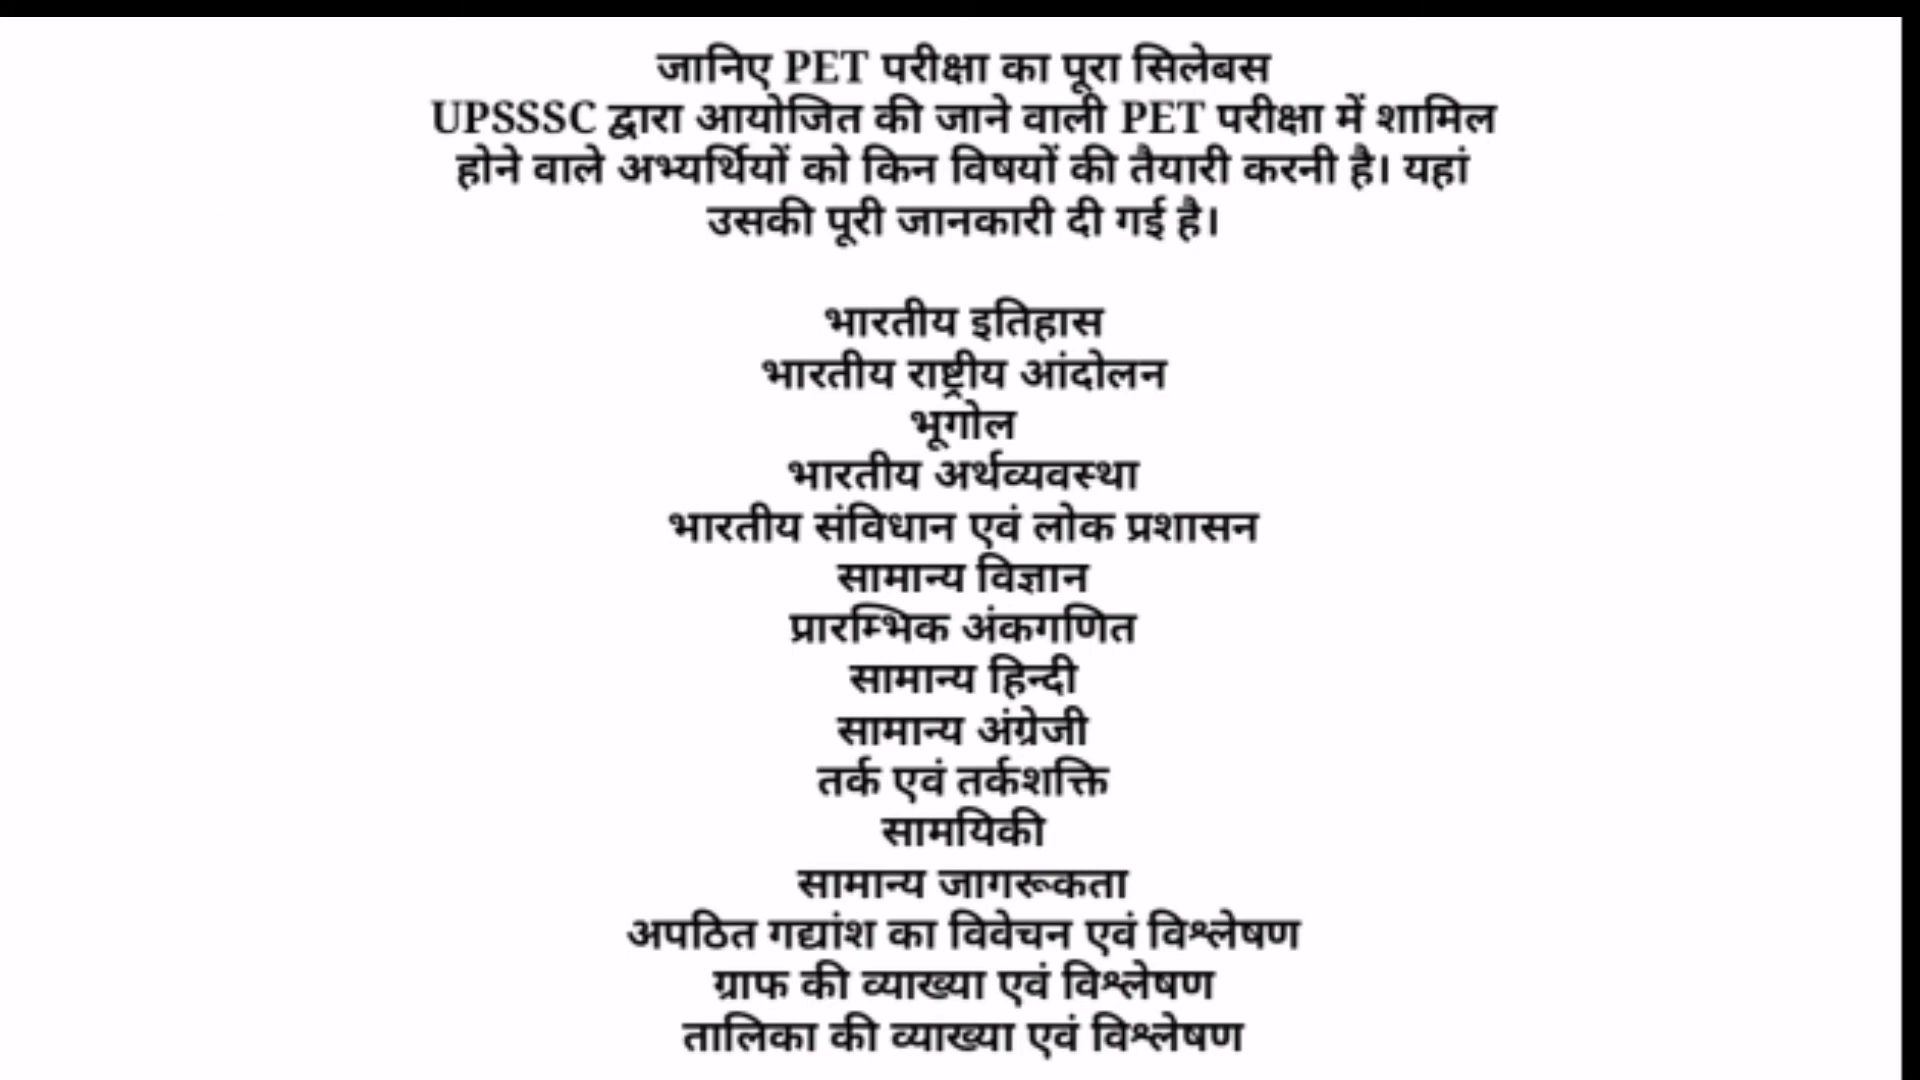 जानिए PET परीक्षा का पूरा सिलेबस
UPSSSC द्वारा आयोजित की जाने वाली PET परीक्षा में शामिल
होने वाले अभ्यर्थियों को किन विषयों की तैयारी करनी है। यहां
उसकी पूरी जानकारी दी गई है।
भारतीय इतिहास
भारतीय राष्ट्रीय आंदोलन
भूगोल
भारतीय अर्थव्यवस्था
भारतीय संविधान एवं लोक प्रशासन
सामान्य विज्ञान
प्रारम्भिक अंकगणित
सामान्य हिन्दी
सामान्य अंग्रेजी
तर्क एवं तर्कशक्ति
सामयिकी
सामान्य जागरूकता
अपठित गद्यांश का विवेचन एवं विश्लेषण
ग्राफ की व्याख्या एवं विश्लेषण
तालिका की व्याख्या एवं विश्लेषण